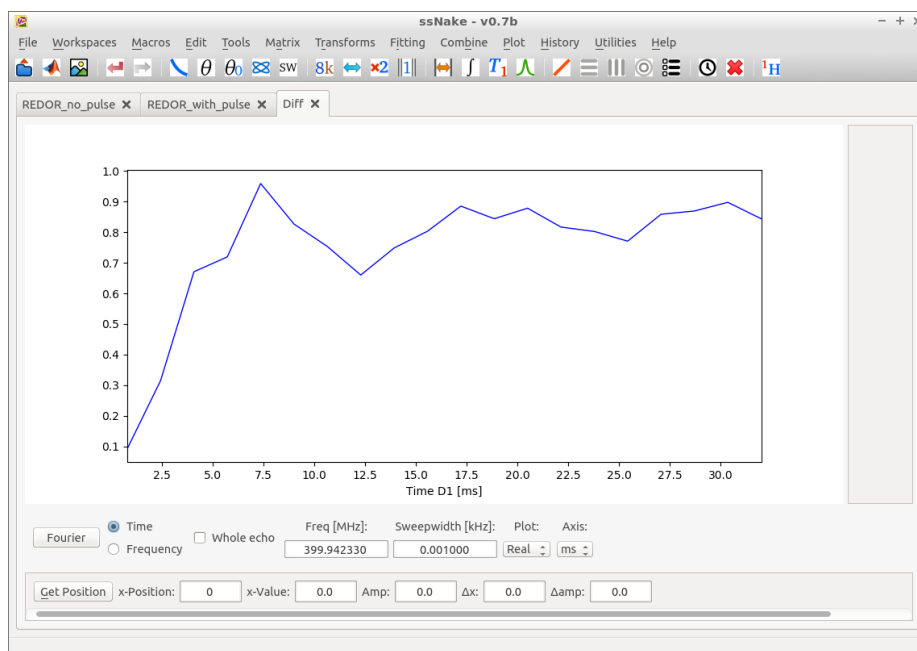 ssNake - v0.7b
File Workspaces Macros Edit Tools Matrix Transforms Fitting Combine Plot History Utilities Help
θ θ0 SW 8k ×2 ||1|| ∫ T1 1H
REDOR_no_pulse REDOR_with_pulse Diff
1.0
0.9
0.8
0.7
0.6
0.5
0.4
0.3
0.2
0.1
2.5 5.0 7.5 10.0 12.5 15.0 17.5 20.0 22.5 25.0 27.5 30.0
Time D1 [ms]
Fourier Time Frequency Whole echo Freq [MHz]: Sweepwidth [kHz]: Plot: Axis:
399.942330 0.001000 Real ms
Get Position x-Position: 0 x-Value: 0.0 Amp: 0.0 Δx: 0.0 Δamp: 0.0